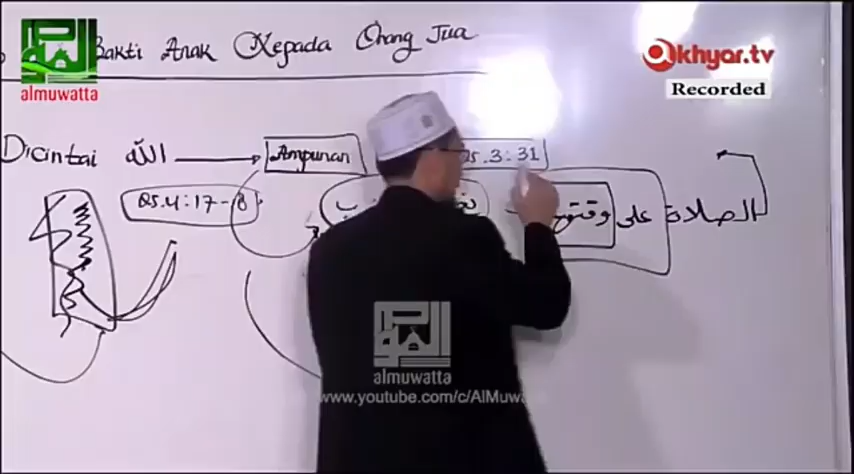 Bakti Anak Kepada Orang Tua
almuwatta
akhyar.tv
Recorded
Dicintai الله Ampunan QS.3:31
QS.4:17-18
الصلاة على وقتها
almuwatta
www.youtube.com/c/AlMuwa